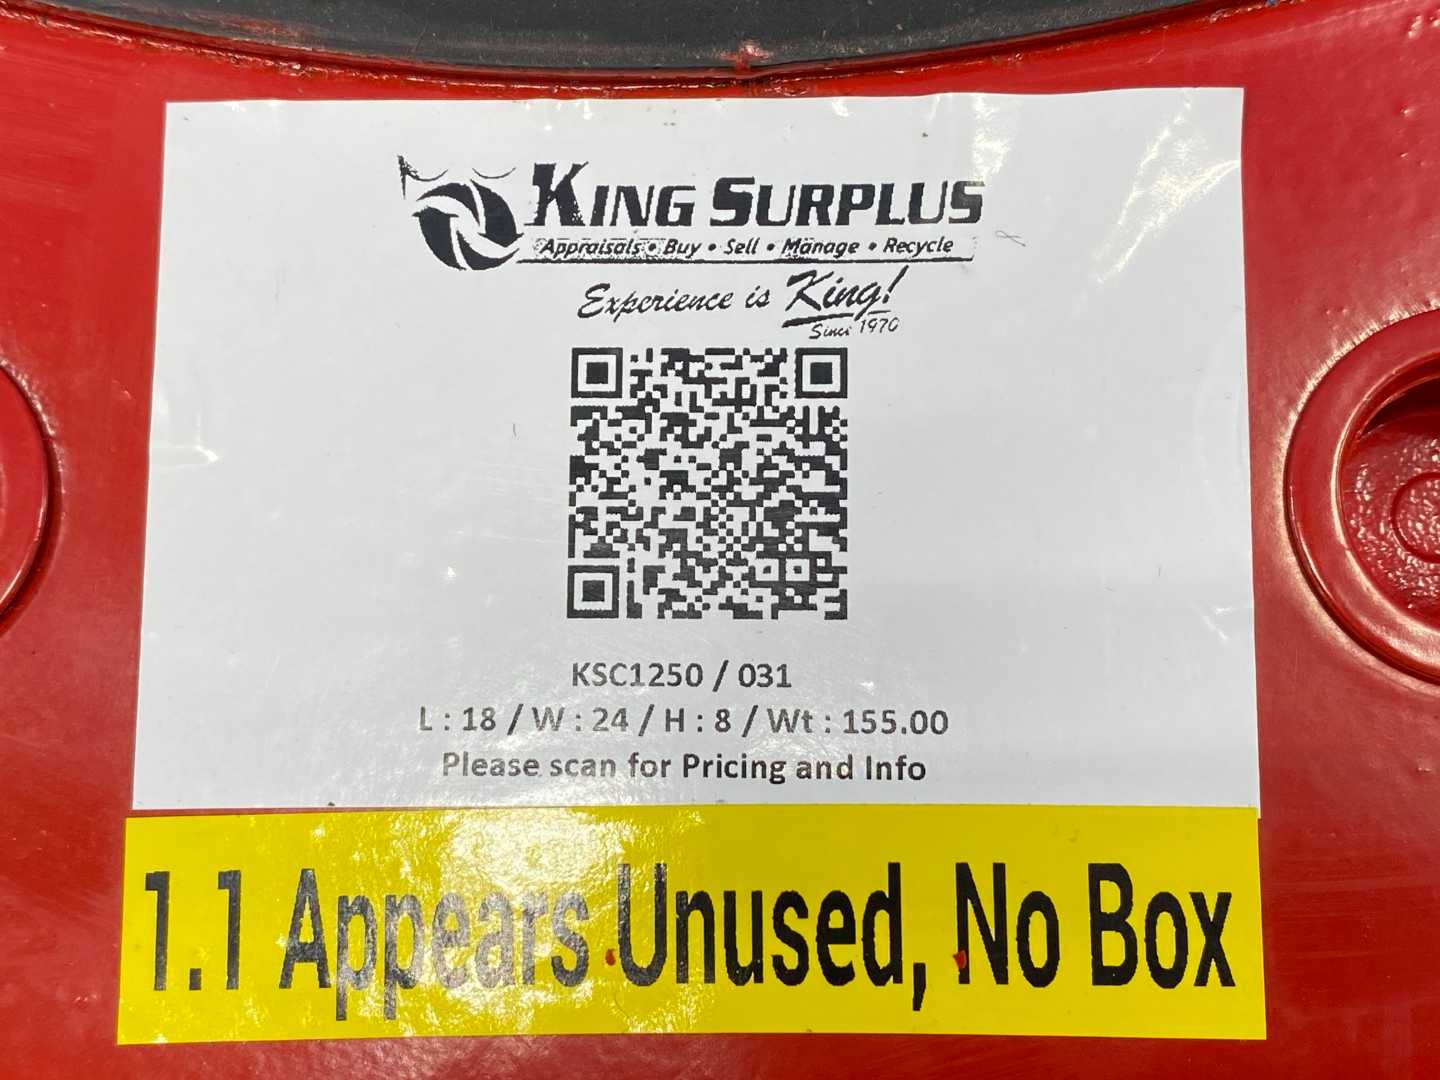 KING SURPLUS
Appraisals • Buy • Sell • Manage • Recycle
Experience is King!
Since 1970
KSC1250 / 031
L : 18 / W : 24 / H : 8 / Wt : 155.00
Please scan for Pricing and Info
1.1 Appears Unused, No Box